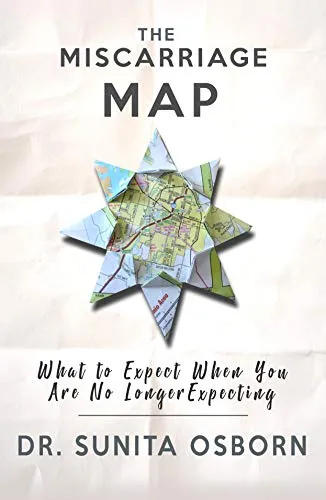 THE
MISCARRIAGE
MAP
What to Expect When You
Are No Longer Expecting
DR. SUNITA OSBORN